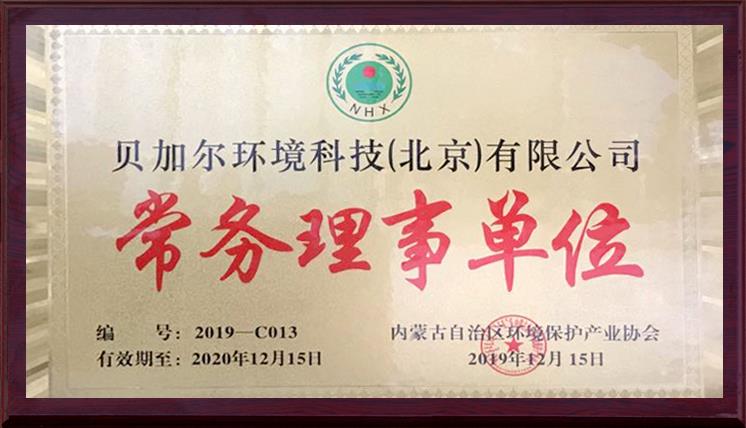 NHX
贝加尔环境科技(北京)有限公司
常务理事单位
编 号: 2019—C013
内蒙古自治区环境保护产业协会
有效期至: 2020年12月15日
2019年12月15日